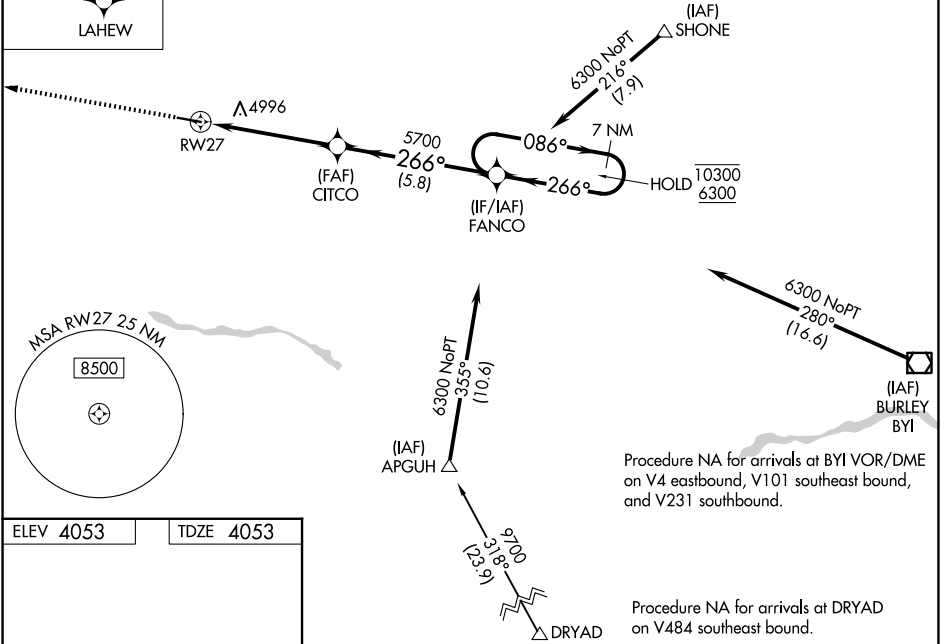 LAHEW
(IAF)
SHONE
6300 NoPT
216°
(7.9)
4996
RW27
5700
266°
(5.8)
(FAF)
CITCO
086°
7 NM
266°
HOLD
10300
6300
(IF/IAF)
FANCO
MSA RW27 25 NM
8500
6300 NoPT
355°
(10.6)
6300 NoPT
280°
(16.6)
(IAF)
BURLEY
BYI
(IAF)
APGUH
Procedure NA for arrivals at BYI VOR/DME
on V4 eastbound, V101 southeast bound,
and V231 southbound.
ELEV 4053
TDZE 4053
9700
318°
(23.9)
DRYAD
Procedure NA for arrivals at DRYAD
on V484 southeast bound.